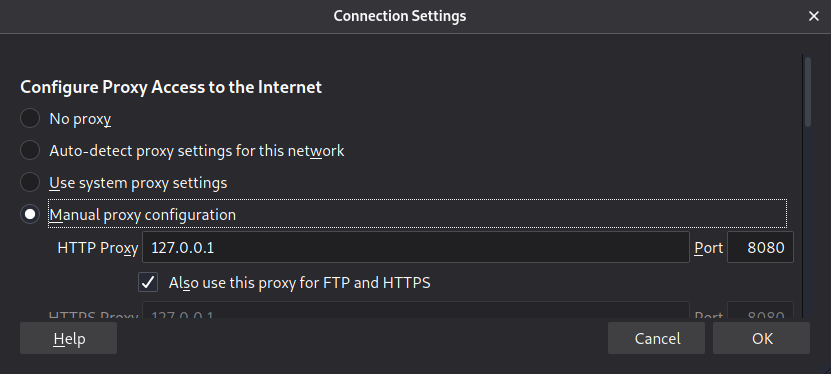 Connection Settings
Configure Proxy Access to the Internet
No proxy
Auto-detect proxy settings for this network
Use system proxy settings
Manual proxy configuration
HTTP Proxy 127.0.0.1 Port 8080
Also use this proxy for FTP and HTTPS
HTTPS Proxy 127.0.0.1 Port 8080
Help Cancel OK